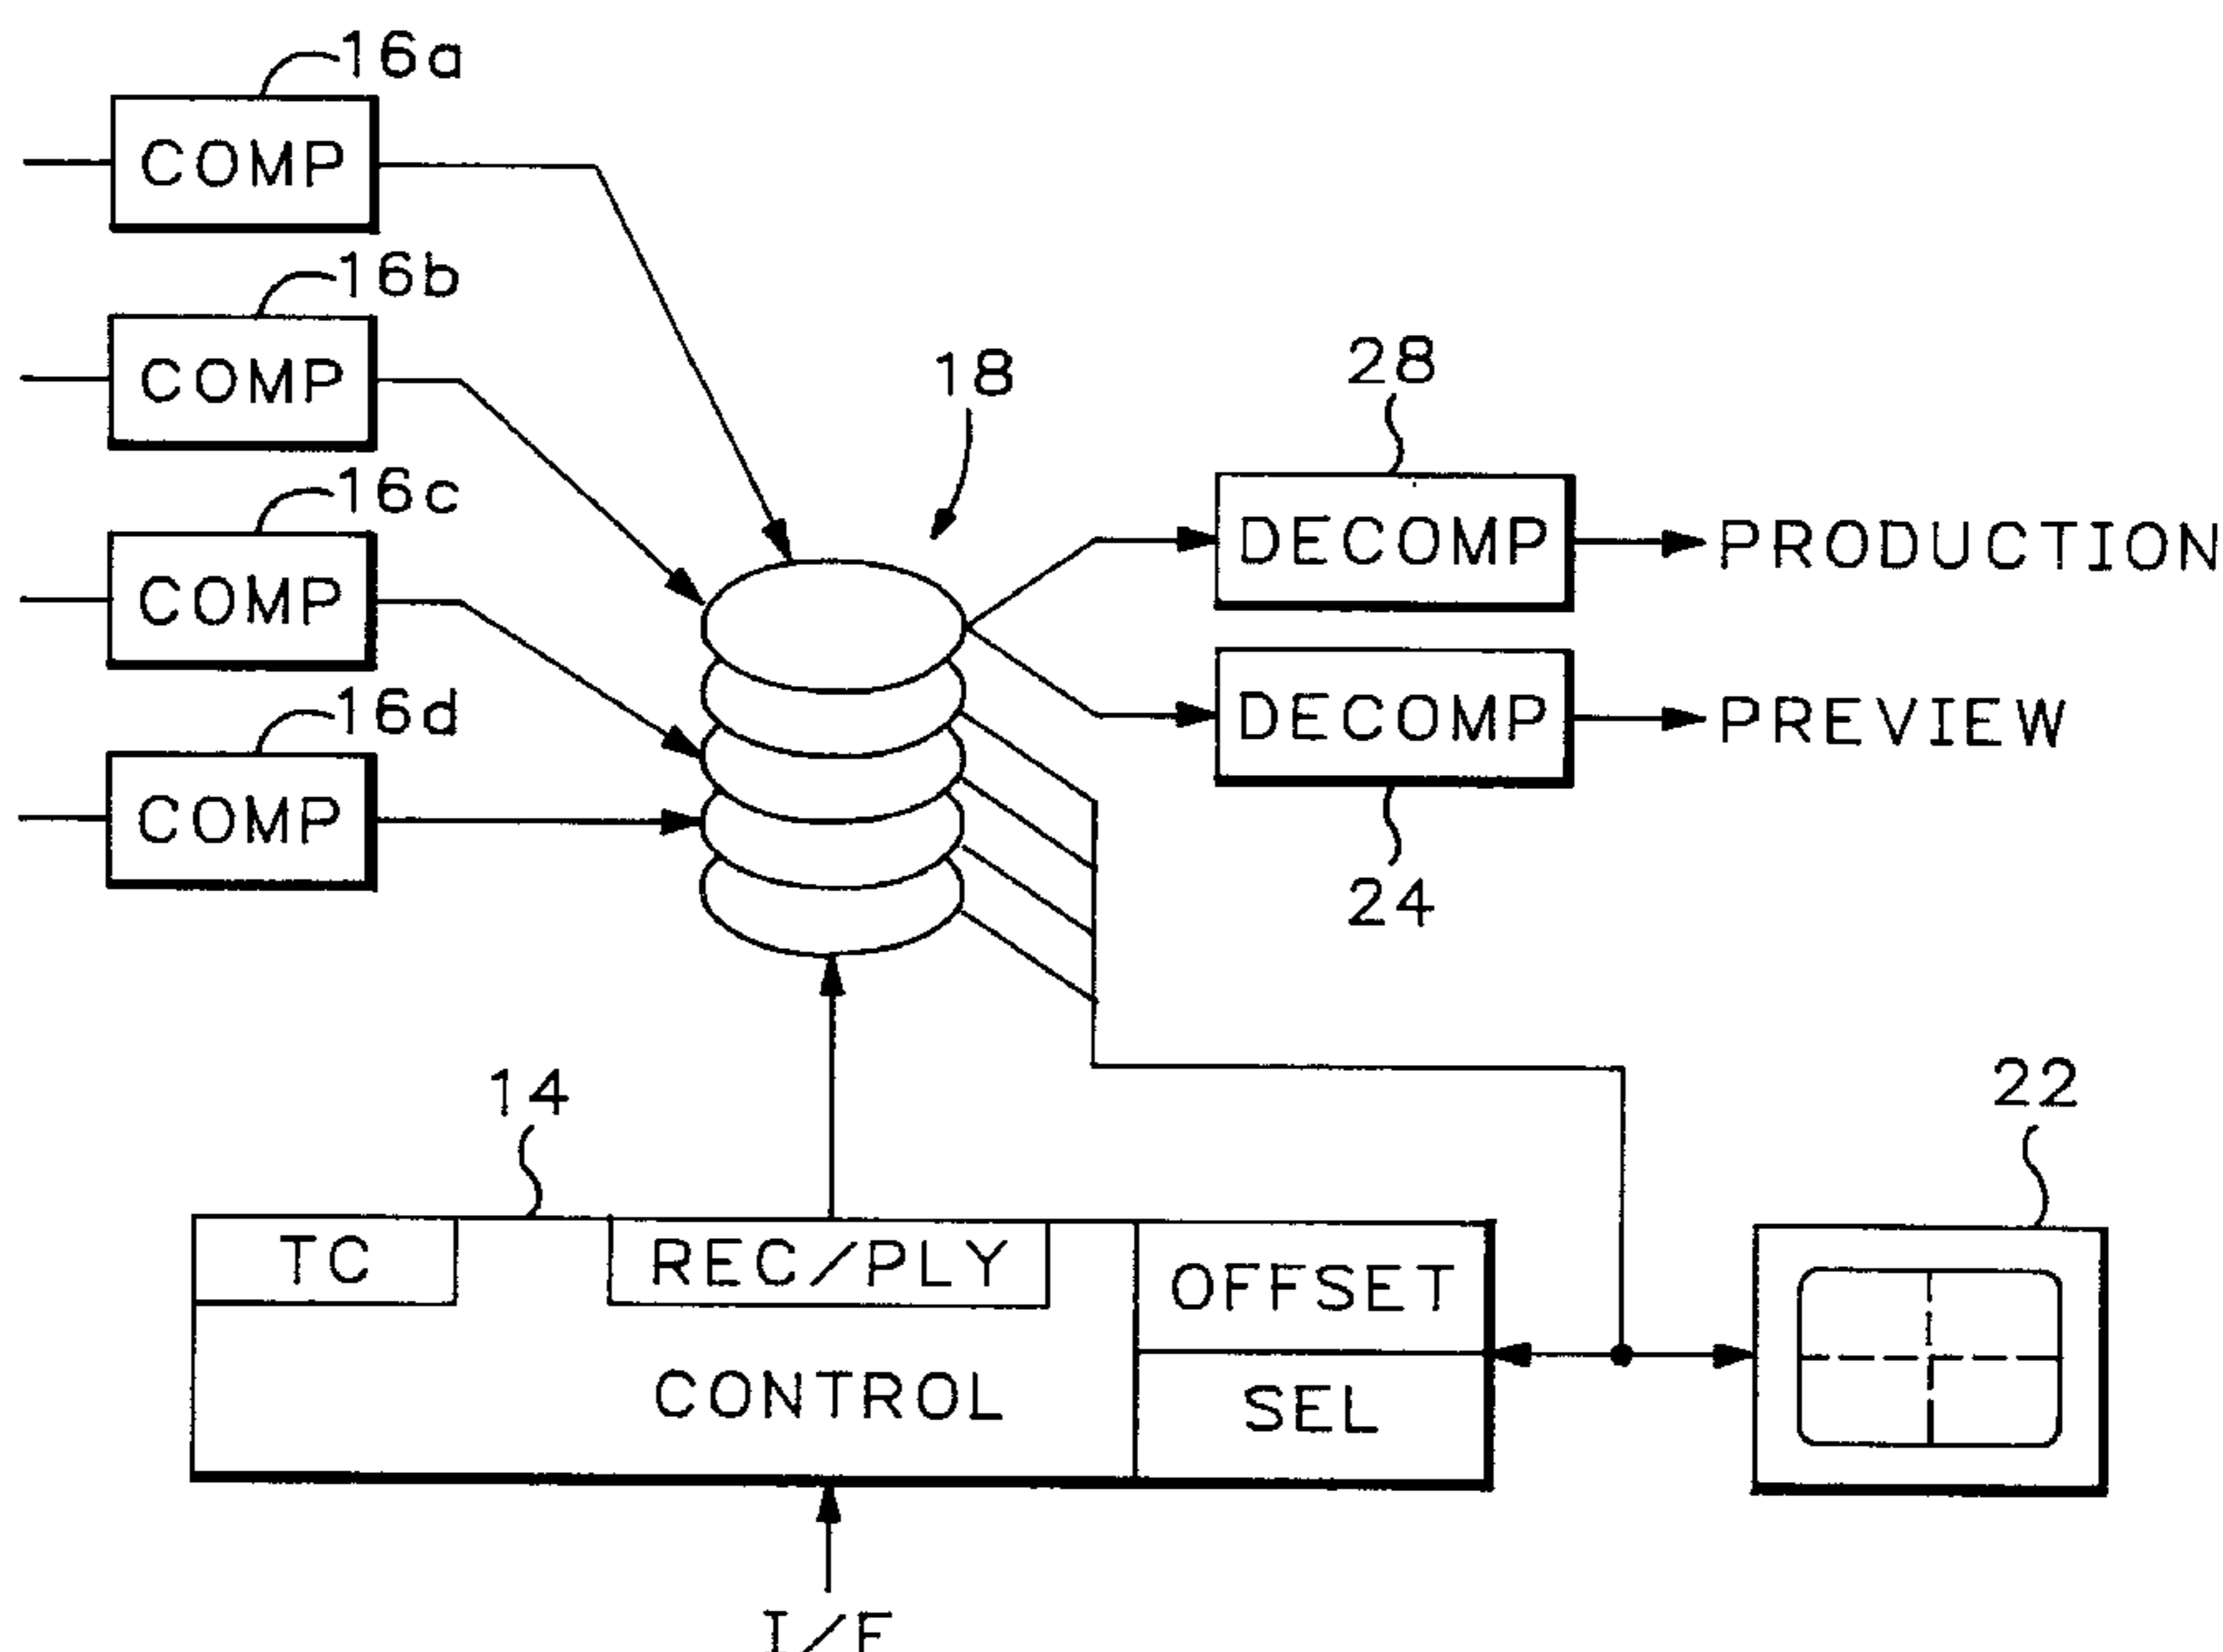 16a
COMP
16b
COMP
16c
COMP
16d
COMP
18
28
DECOMP
PRODUCTION
DECOMP
PREVIEW
24
14
22
TC
REC/PLY
OFFSET
CONTROL
SEL
I/F